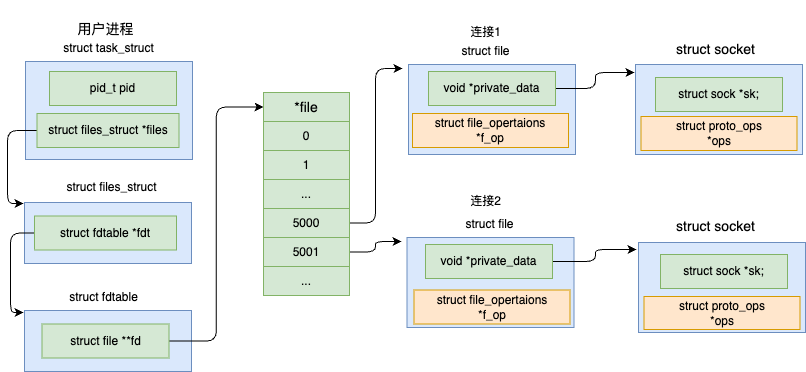 用户进程
struct task_struct
pid_t pid
struct files_struct *files
struct files_struct
struct fdtable *fdt
struct fdtable
struct file **fd
*file
0
1
...
5000
5001
...
连接1
struct file
void *private_data
struct file_opertaions
*f_op
struct socket
struct sock *sk;
struct proto_ops
*ops
连接2
struct file
void *private_data
struct file_opertaions
*f_op
struct socket
struct sock *sk;
struct proto_ops
*ops